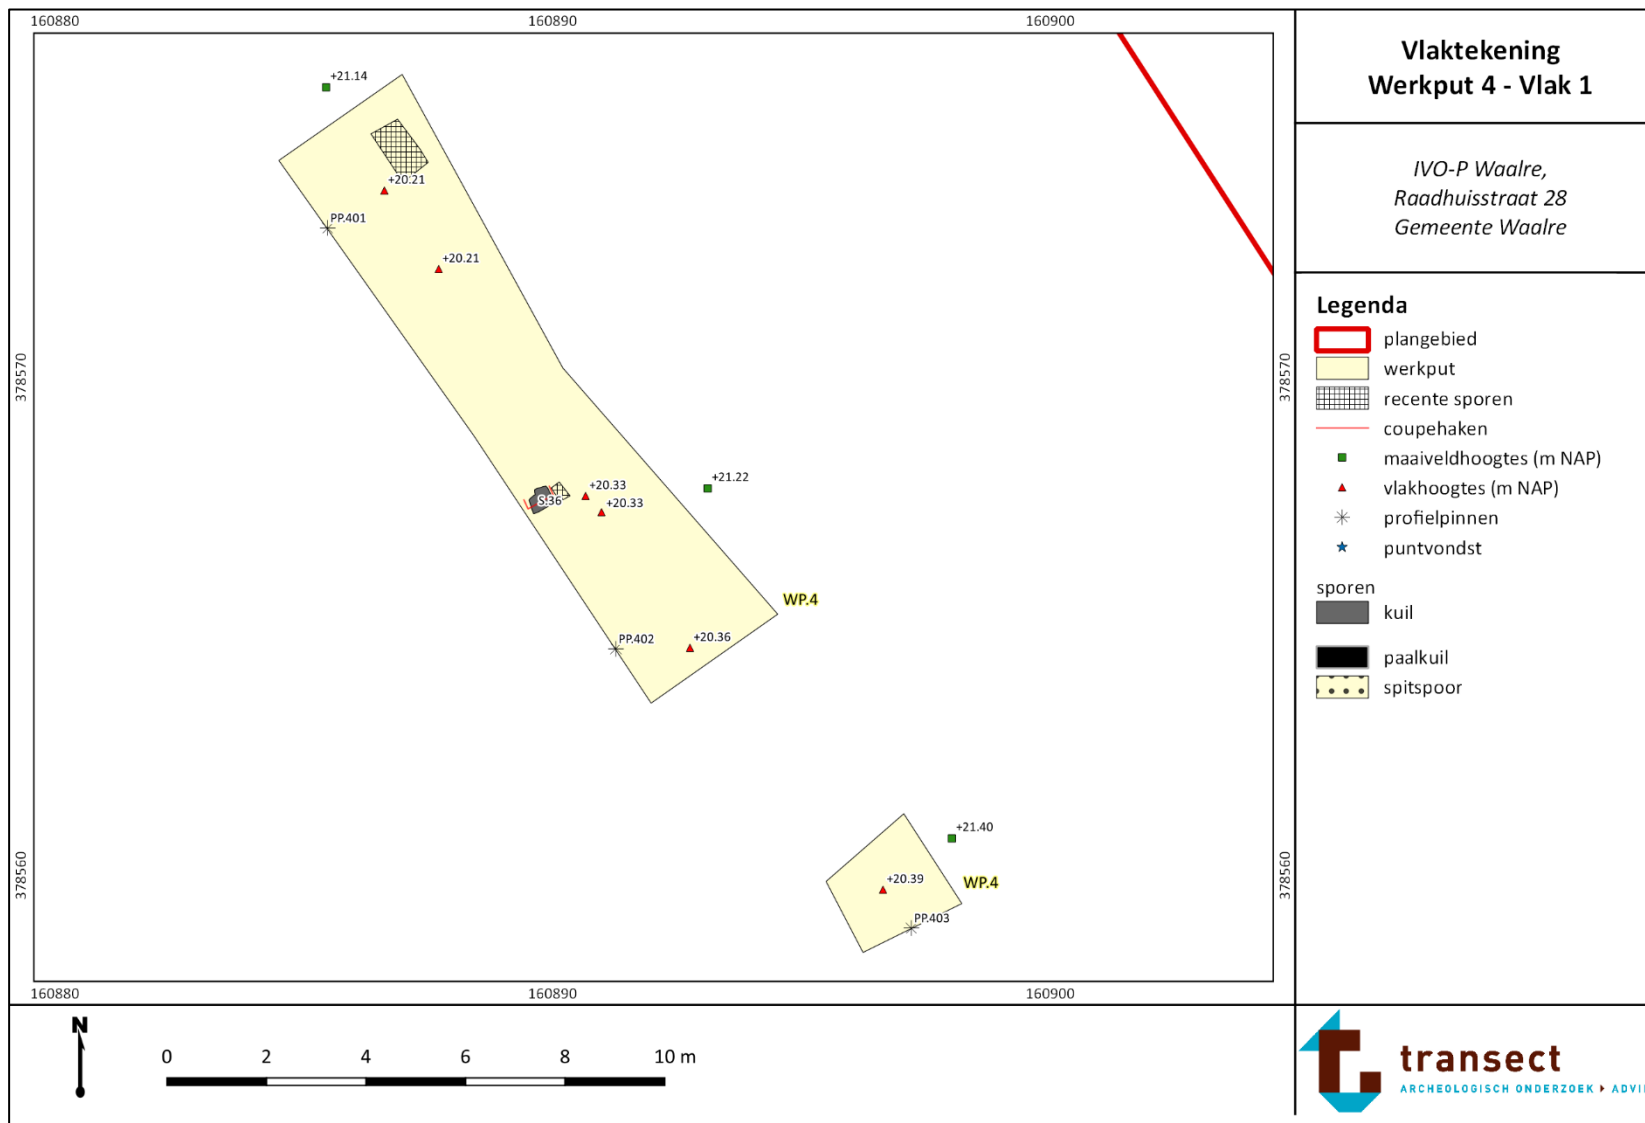 160880
160890
160900
+21.14
+20.21
PP.401
+20.21
378570
378570
+20.33
S.36
+20.33
+21.22
WP.4
PP.402
+20.36
+21.40
378560
378560
+20.39
WP.4
PP.403
160880
160890
160900
N
0 2 4 6 8 10 m
Vlaktekening
Werkput 4 - Vlak 1
IVO-P Waalre,
Raadhuisstraat 28
Gemeente Waalre
Legenda
plangebied
werkput
recente sporen
coupehaken
maaiveldhoogtes (m NAP)
vlakhoogtes (m NAP)
profielpinnen
puntvondst
sporen
kuil
paalkuil
spitspoor
transect
ARCHEOLOGISCH ONDERZOEK ADVI